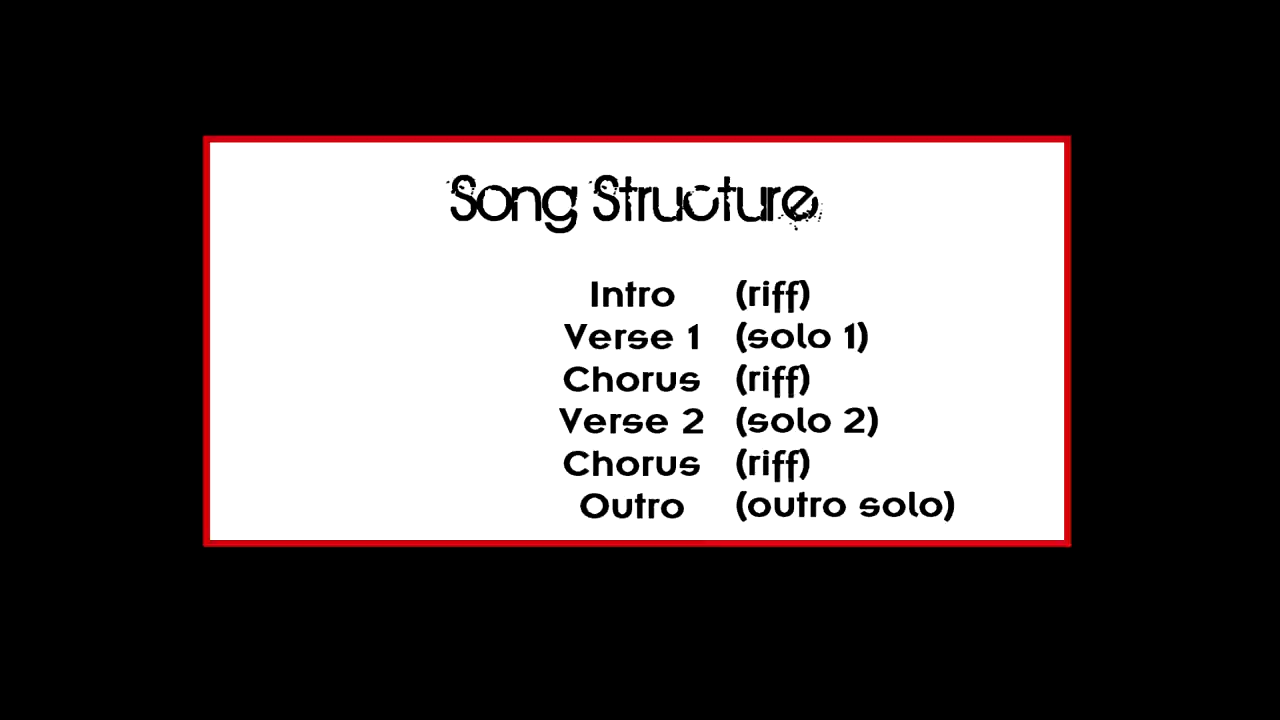 Song Structure
Intro (riff)
Verse 1 (solo 1)
Chorus (riff)
Verse 2 (solo 2)
Chorus (riff)
Outro (outro solo)